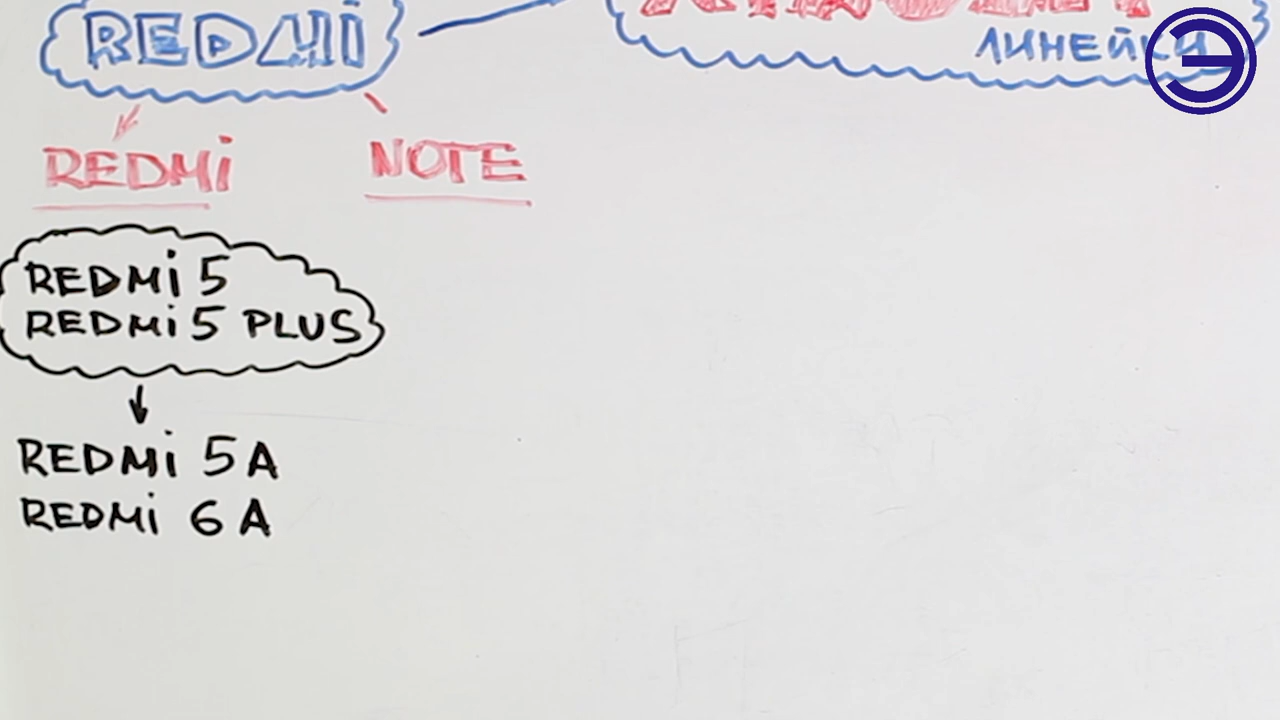 REDMi
ЛИНЕЙКИ
Э
REDMi
NOTE
REDMi 5
REDMi 5 PLUS
REDMi 5A
REDMi 6A